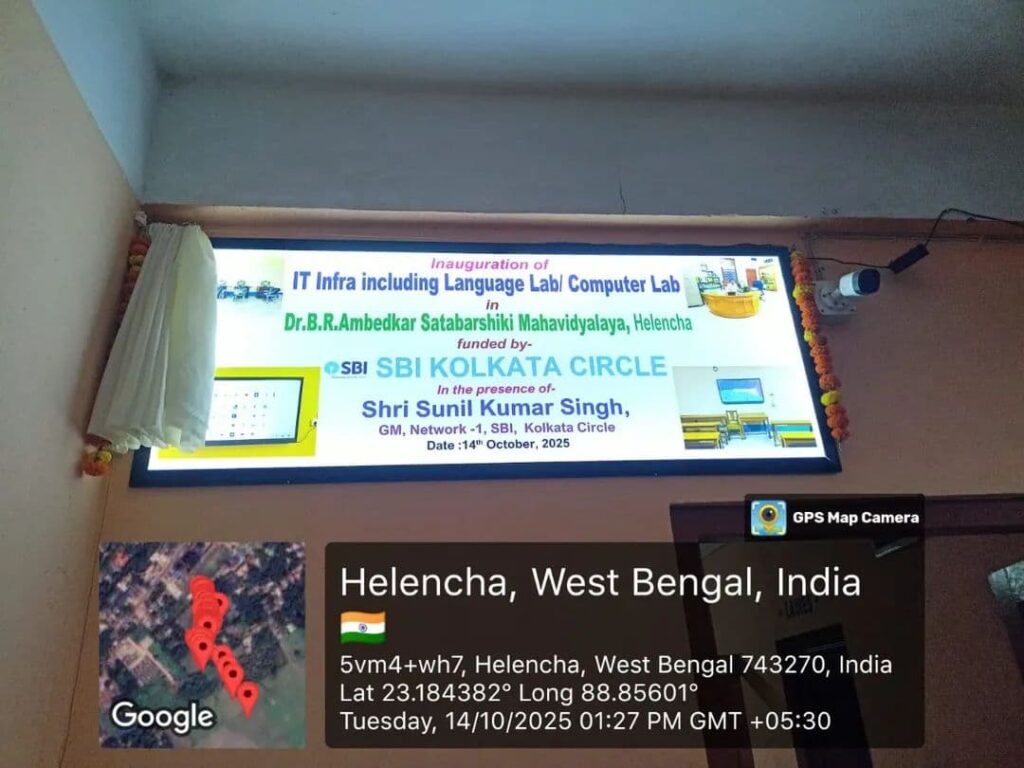 Inauguration of
IT Infra including Language Lab/ Computer Lab
in
Dr.B.R.Ambedkar Satabarshiki Mahavidyalaya, Helencha
funded by-
SBI SBI KOLKATA CIRCLE
In the presence of-
Shri Sunil Kumar Singh,
GM, Network -1, SBI, Kolkata Circle
Date :14th October, 2025
GPS Map Camera
Helencha, West Bengal, India
5vm4+wh7, Helencha, West Bengal 743270, India
Lat 23.184382° Long 88.85601°
Tuesday, 14/10/2025 01:27 PM GMT +05:30
Google